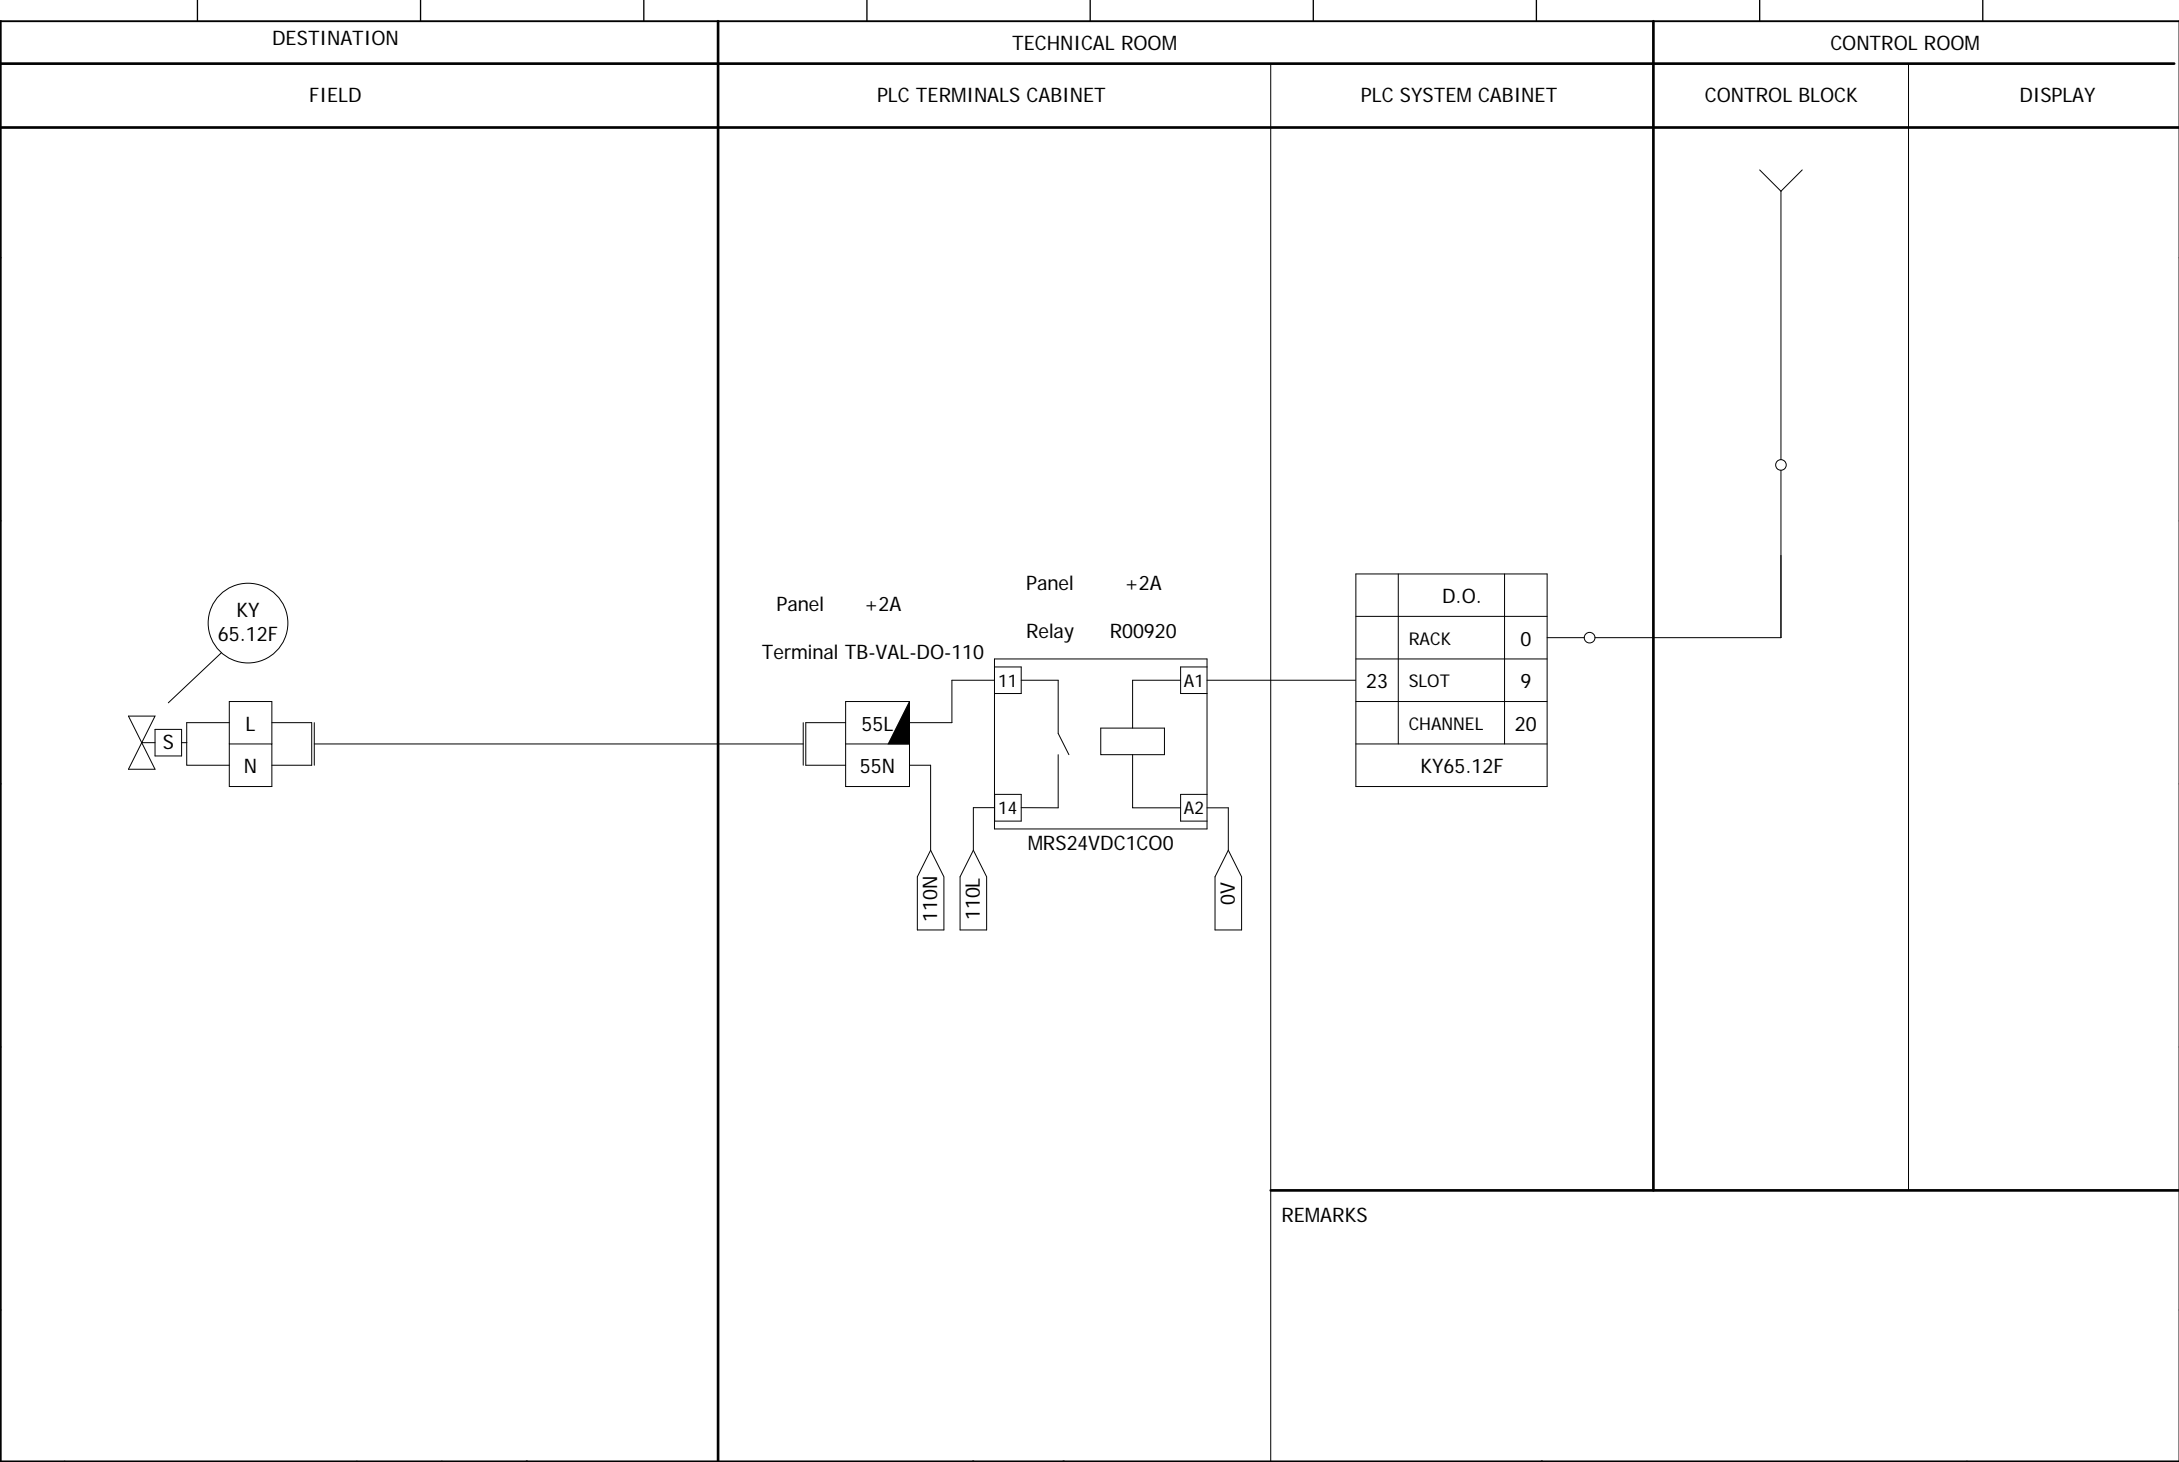 DESTINATION
TECHNICAL ROOM
CONTROL ROOM
FIELD
PLC TERMINALS CABINET
PLC SYSTEM CABINET
CONTROL BLOCK
DISPLAY
KY
65.12F
S
L
N
Panel +2A
Terminal TB-VAL-DO-110
55L
55N
110N
110L
Panel +2A
Relay R00920
11
14
A1
A2
MRS24VDC1CO0
0V
D.O.
RACK 0
23 SLOT 9
CHANNEL 20
KY65.12F
REMARKS